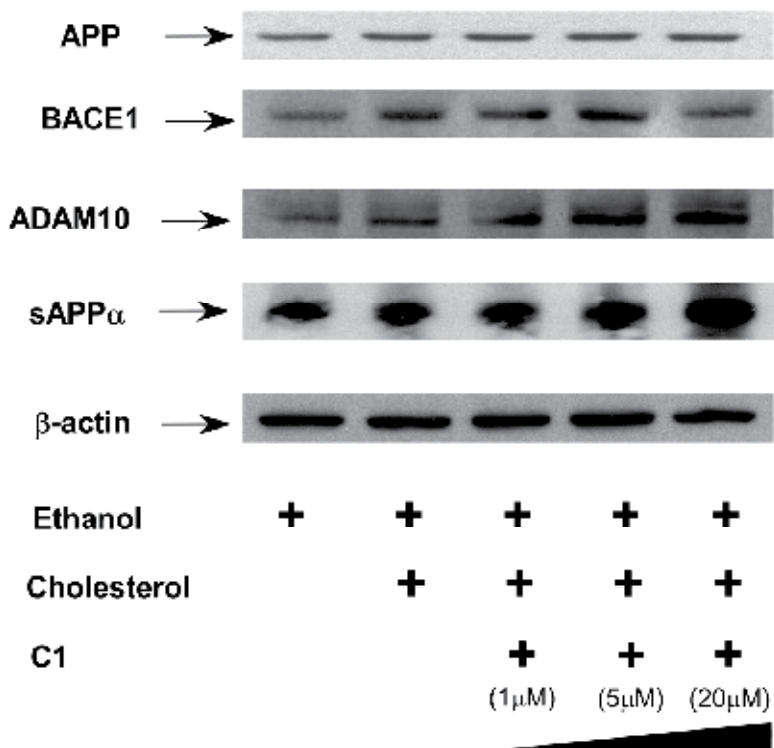 APP
BACE1
ADAM10
sAPPα
β-actin
Ethanol + + + + +
Cholesterol + + + +
C1 + + +
(1μM) (5μM) (20μM)